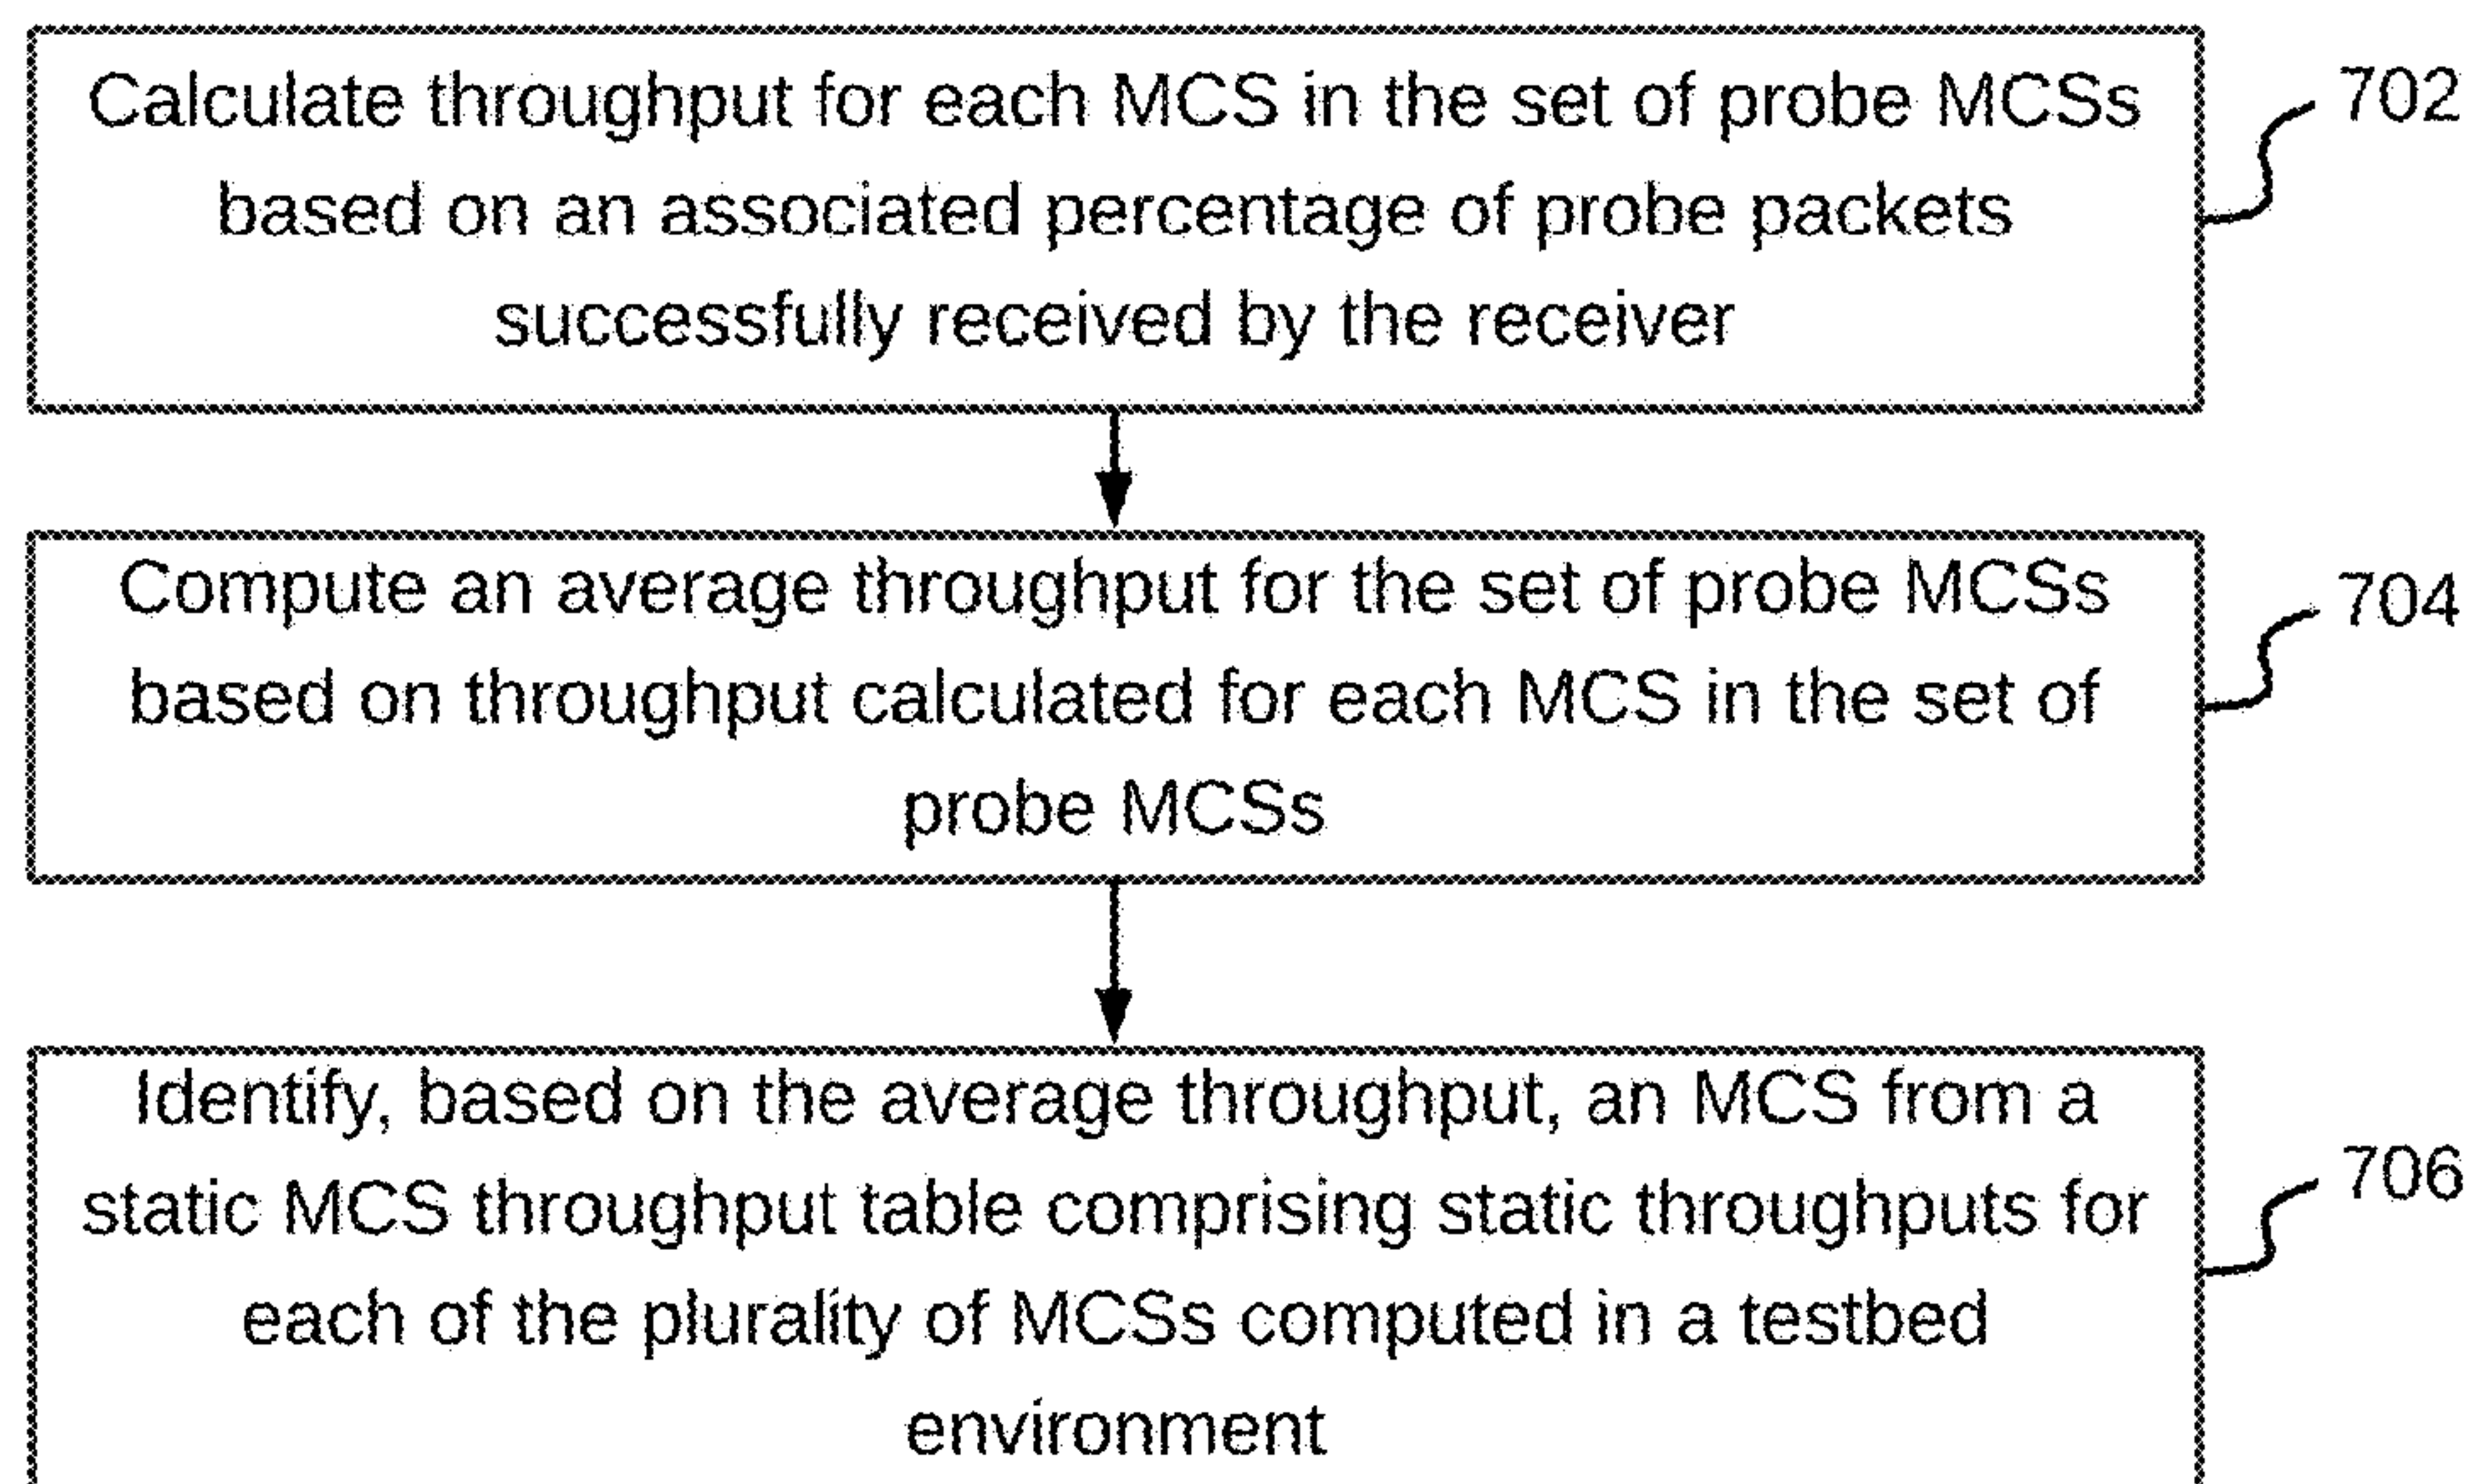 Calculate throughput for each MCS in the set of probe MCSs
based on an associated percentage of probe packets
successfully received by the receiver
702
Compute an average throughput for the set of probe MCSs
based on throughput calculated for each MCS in the set of
probe MCSs
704
Identify, based on the average throughput, an MCS from a
static MCS throughput table comprising static throughputs for
each of the plurality of MCSs computed in a testbed
environment
706